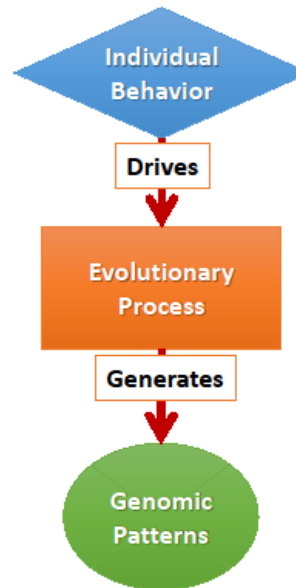 Individual
Behavior
Drives
Evolutionary
Process
Generates
Genomic
Patterns